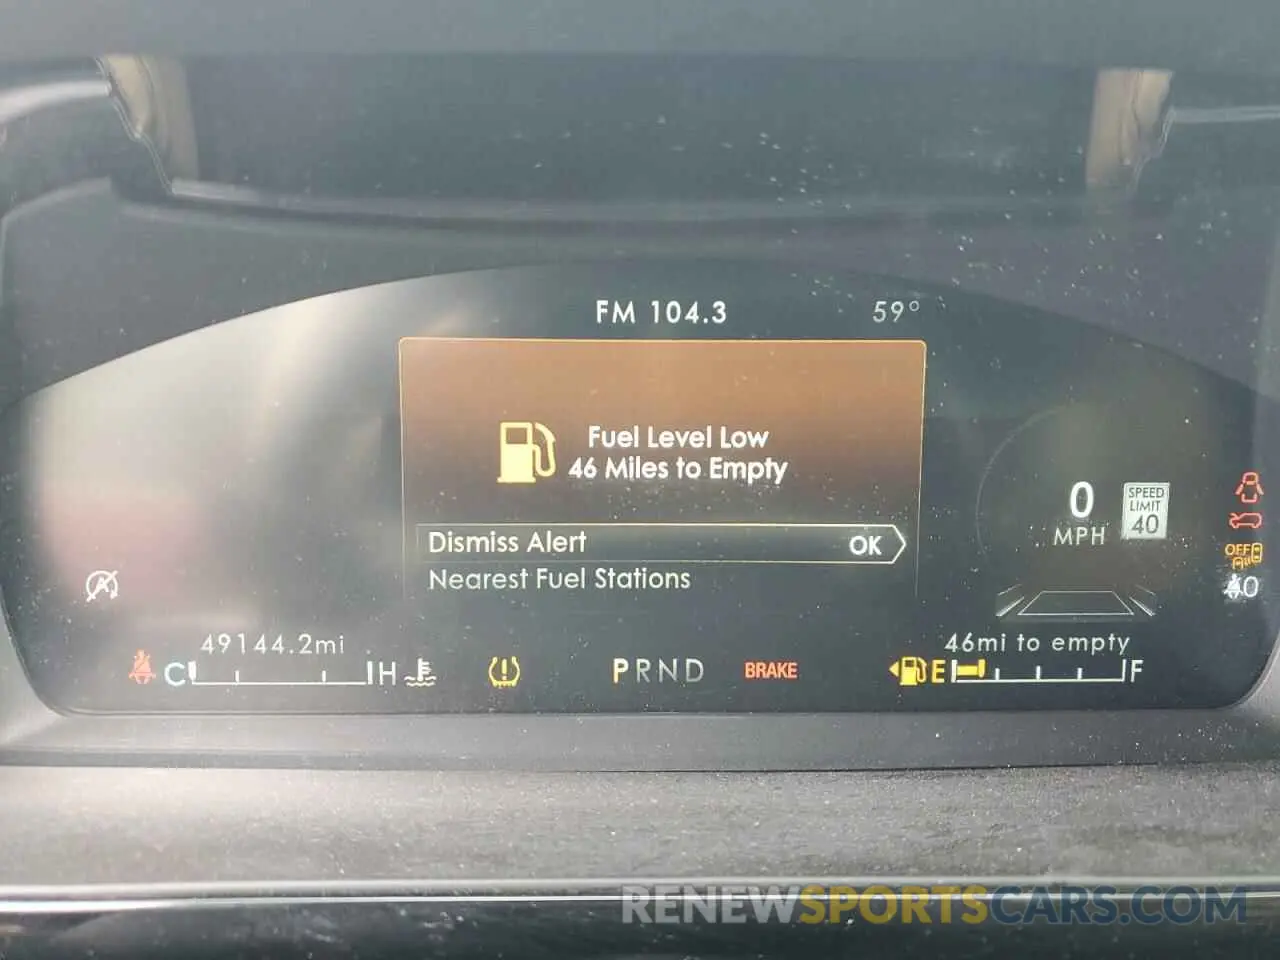 FM 104.3 59°
Fuel Level Low
46 Miles to Empty
Dismiss Alert OK
Nearest Fuel Stations
0
MPH
SPEED
LIMIT
40
OFF
0
A
49144.2mi
46mi to empty
C H PRND BRAKE E F
RENEWSPORTSCARS.COM